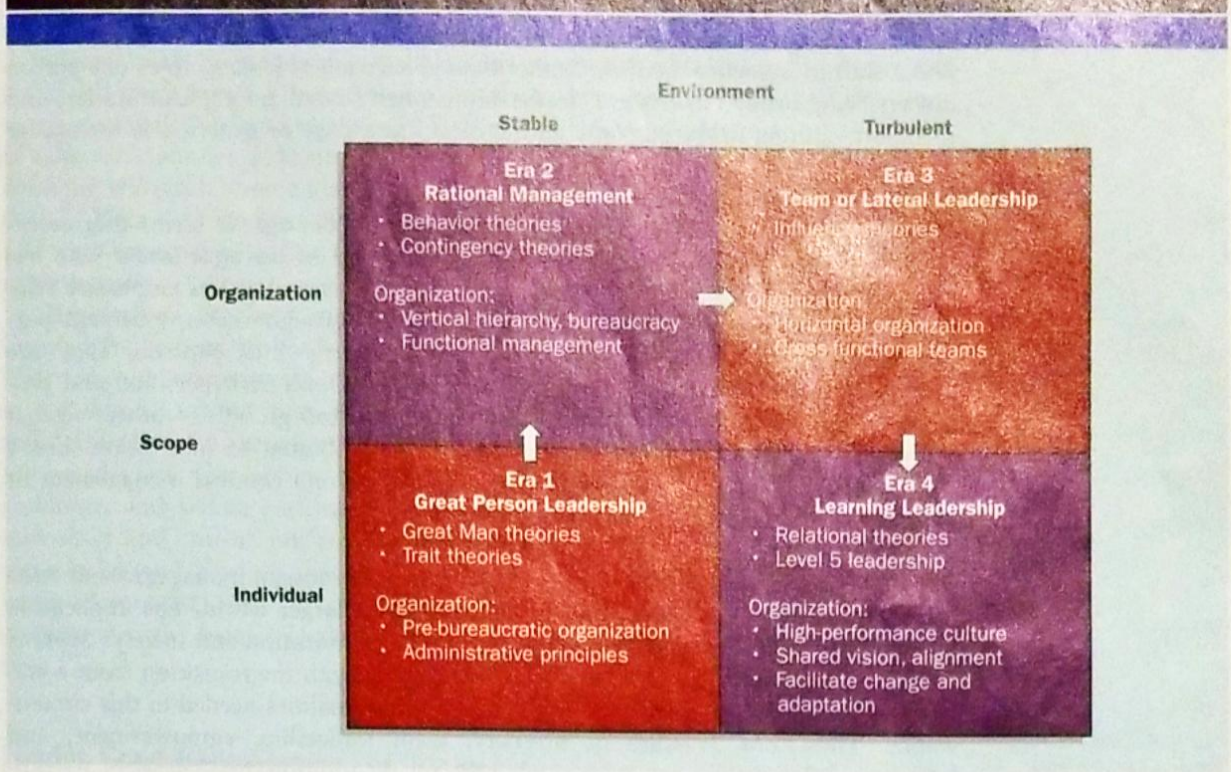 Environment
Stable
Turbulent
Era 2
Rational Management
• Behavior theories
• Contingency theories
Organization:
• Vertical hierarchy, bureaucracy
• Functional management
Era 3
Team or Lateral Leadership
• Influence theories
Organization:
• Horizontal organization
• Cross functional teams
Organization
Scope
Era 1
Great Person Leadership
• Great Man theories
• Trait theories
Organization:
• Pre-bureaucratic organization
• Administrative principles
Era 4
Learning Leadership
• Relational theories
• Level 5 leadership
Organization:
• High-performance culture
• Shared vision, alignment
• Facilitate change and
adaptation
Individual